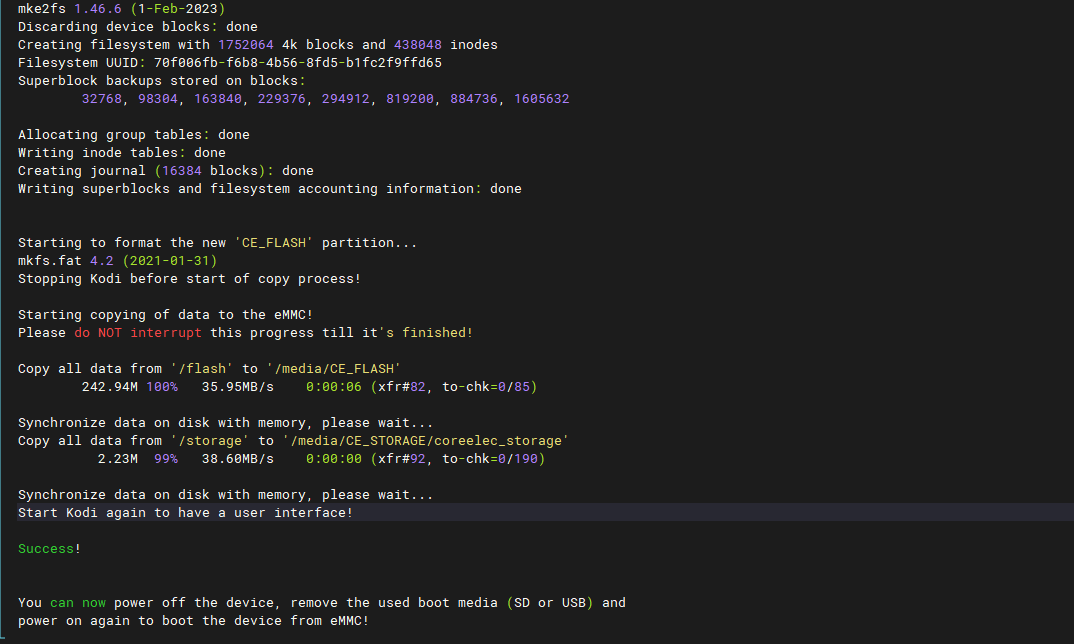 mke2fs 1.46.6 (1-Feb-2023)
Discarding device blocks: done
Creating filesystem with 1752064 4k blocks and 438048 inodes
Filesystem UUID: 70f006fb-f6b8-4b56-8fd5-b1fc2f9ffd65
Superblock backups stored on blocks:
32768, 98304, 163840, 229376, 294912, 819200, 884736, 1605632
Allocating group tables: done
Writing inode tables: done
Creating journal (16384 blocks): done
Writing superblocks and filesystem accounting information: done
Starting to format the new 'CE_FLASH' partition...
mkfs.fat 4.2 (2021-01-31)
Stopping Kodi before start of copy process!
Starting copying of data to the eMMC!
Please do NOT interrupt this progress till it's finished!
Copy all data from '/flash' to '/media/CE_FLASH'
242.94M 100% 35.95MB/s 0:00:06 (xfr#82, to-chk=0/85)
Synchronize data on disk with memory, please wait...
Copy all data from '/storage' to '/media/CE_STORAGE/coreelec_storage'
2.23M 99% 38.60MB/s 0:00:00 (xfr#92, to-chk=0/190)
Synchronize data on disk with memory, please wait...
Start Kodi again to have a user interface!
Success!
You can now power off the device, remove the used boot media (SD or USB) and
power on again to boot the device from eMMC!